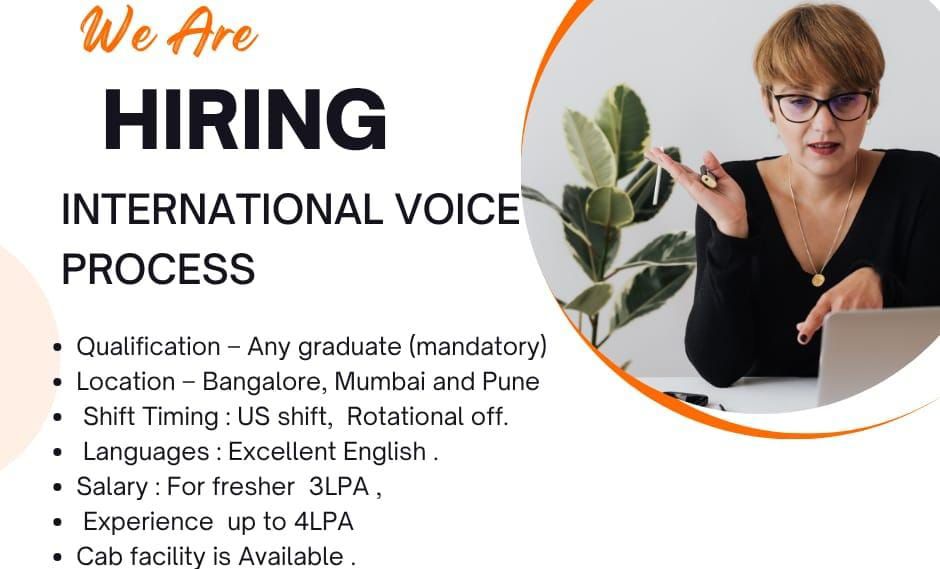 We Are
HIRING
INTERNATIONAL VOICE
PROCESS
• Qualification – Any graduate (mandatory)
• Location – Bangalore, Mumbai and Pune
• Shift Timing : US shift, Rotational off.
• Languages : Excellent English .
• Salary : For fresher 3LPA ,
• Experience up to 4LPA
• Cab facility is Available .